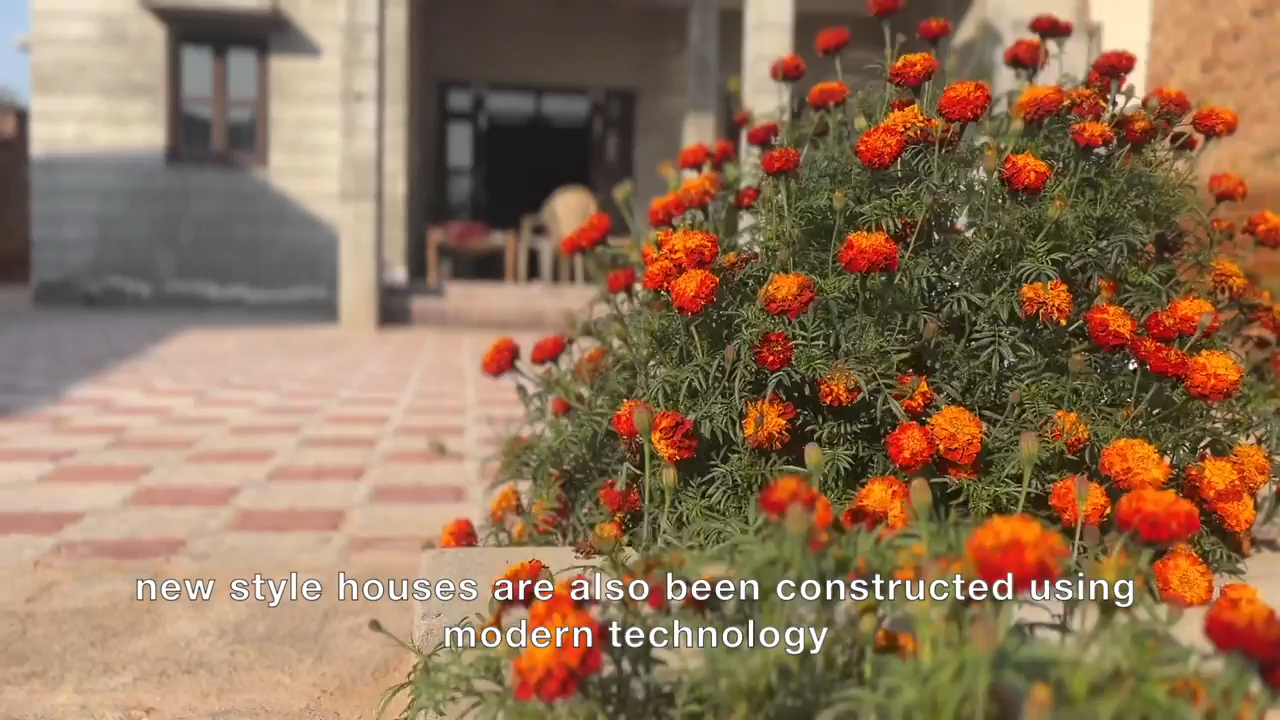 new style houses are also been constructed using
modern technology